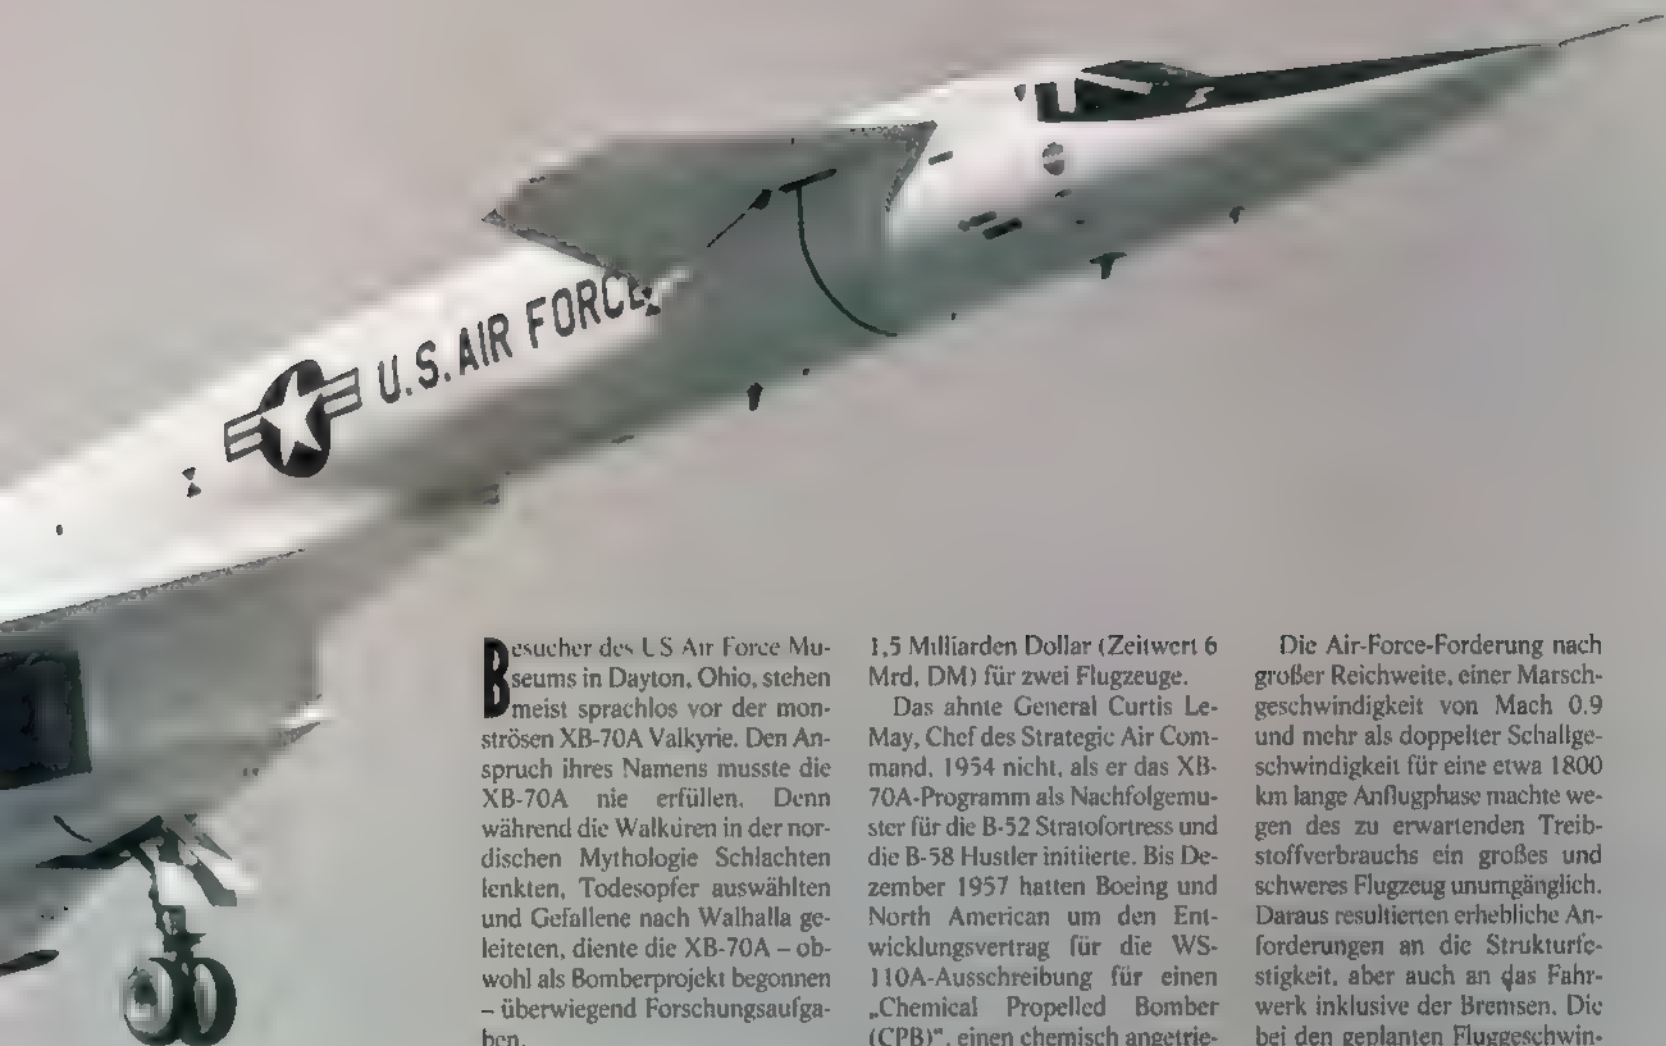 U.S. AIR FORCE
Besucher des US Air Force Mu-
seums in Dayton, Ohio, stehen
meist sprachlos vor der mon-
strösen XB-70A Valkyrie. Den An-
spruch ihres Namens musste die
XB-70A nie erfüllen. Denn
während die Walküren in der nor-
dischen Mythologie Schlachten
lenkten, Todesopfer auswählten
und Gefallene nach Walhalla ge-
leiteten, diente die XB-70A – ob-
wohl als Bomberprojekt begonnen
– überwiegend Forschungsaufga-
ben.
1,5 Milliarden Dollar (Zeitwert 6
Mrd, DM) für zwei Flugzeuge.
Das ahnte General Curtis Le-
May, Chef des Strategic Air Com-
mand, 1954 nicht, als er das XB-
70A-Programm als Nachfolgemu-
ster für die B-52 Stratofortress und
die B-58 Hustler initiierte. Bis De-
zember 1957 hatten Boeing und
North American um den Ent-
wicklungsvertrag für die WS-
110A-Ausschreibung für einen
„Chemical Propelled Bomber
(CPB)“, einen chemisch angetrie-
Die Air-Force-Forderung nach
großer Reichweite, einer Marsch-
geschwindigkeit von Mach 0.9
und mehr als doppelter Schallge-
schwindigkeit für eine etwa 1800
km lange Anflugphase machte we-
gen des zu erwartenden Treib-
stoffverbrauchs ein großes und
schweres Flugzeug unumgänglich.
Daraus resultierten erhebliche An-
forderungen an die Strukturfe-
stigkeit, aber auch an das Fahr-
werk inklusive der Bremsen. Die
bei den geplanten Fluggeschwin-